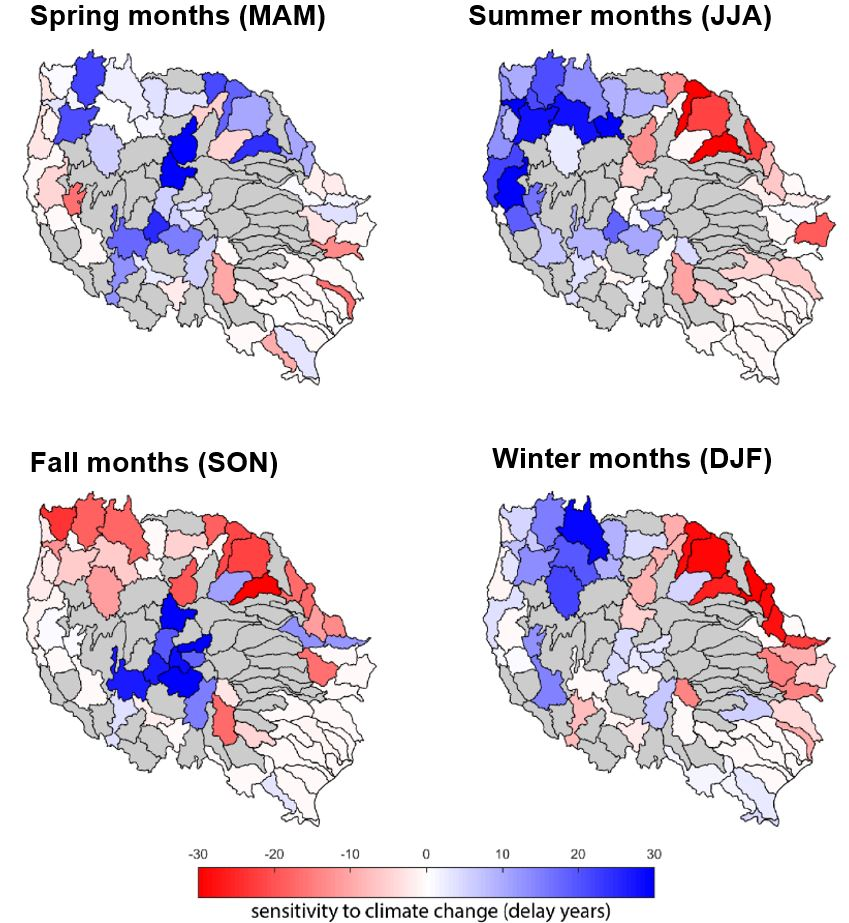 Spring months (MAM)
Summer months (JJA)
Fall months (SON)
Winter months (DJF)
-30 -20 -10 0 10 20 30
sensitivity to climate change (delay years)